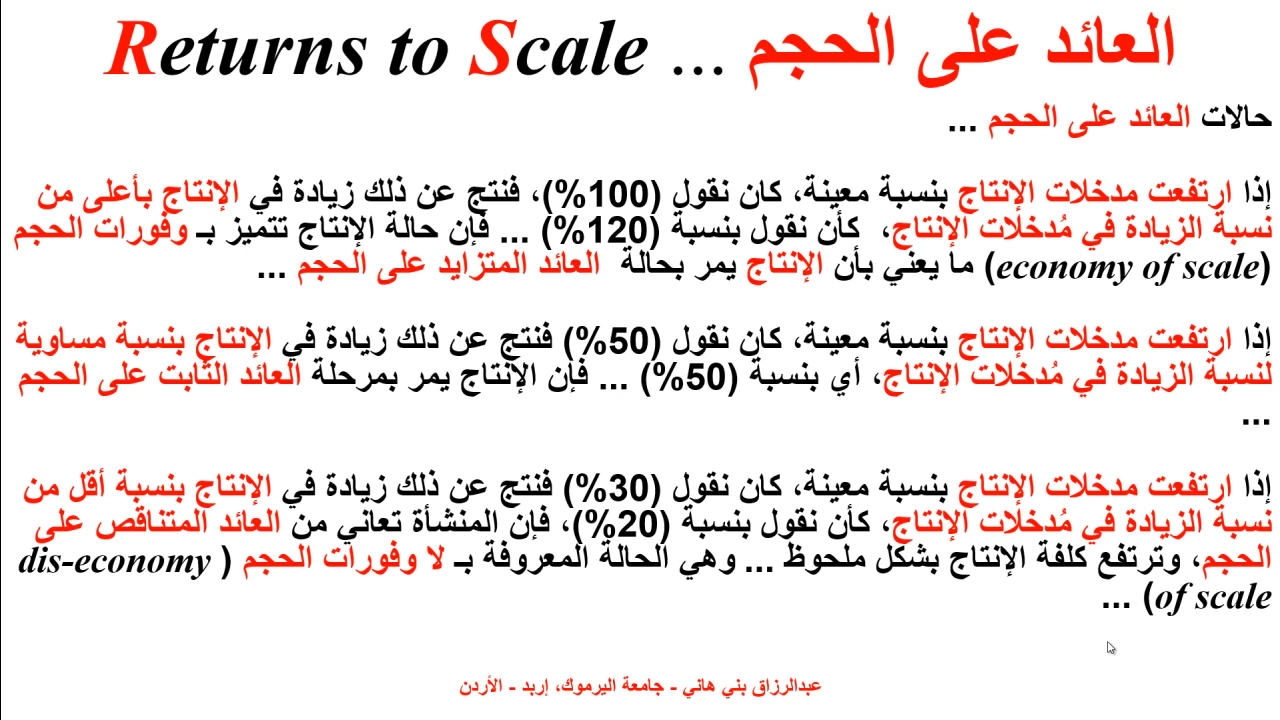 العائد على الحجم ... Returns to Scale
حالات العائد على الحجم ...
إذا ارتفعت مدخلات الإنتاج بنسبة معينة، كان نقول (100%)، فنتج عن ذلك زيادة في الإنتاج بأعلى من
نسبة الزيادة في مُدخلات الإنتاج، كأن نقول بنسبة (120%) ... فإن حالة الإنتاج تتميز بـ وفورات الحجم
(economy of scale) ما يعني بأن الإنتاج يمر بحالة العائد المتزايد على الحجم ...
إذا ارتفعت مدخلات الإنتاج بنسبة معينة، كان نقول (50%) فنتج عن ذلك زيادة في الإنتاج بنسبة مساوية
لنسبة الزيادة في مُدخلات الإنتاج، أي بنسبة (50%) ... فإن الإنتاج يمر بمرحلة العائد الثابت على الحجم
...
إذا ارتفعت مدخلات الإنتاج بنسبة معينة، كان نقول (30%) فنتج عن ذلك زيادة في الإنتاج بنسبة أقل من
نسبة الزيادة في مُدخلات الإنتاج، كأن نقول بنسبة (20%)، فإن المنشأة تعاني من العائد المتناقص على
الحجم، وترتفع كلفة الإنتاج بشكل ملحوظ ... وهي الحالة المعروفة بـ لا وفورات الحجم ( dis-economy
of scale) ...
عبدالرزاق بني هاني - جامعة اليرموك، إربد - الأردن